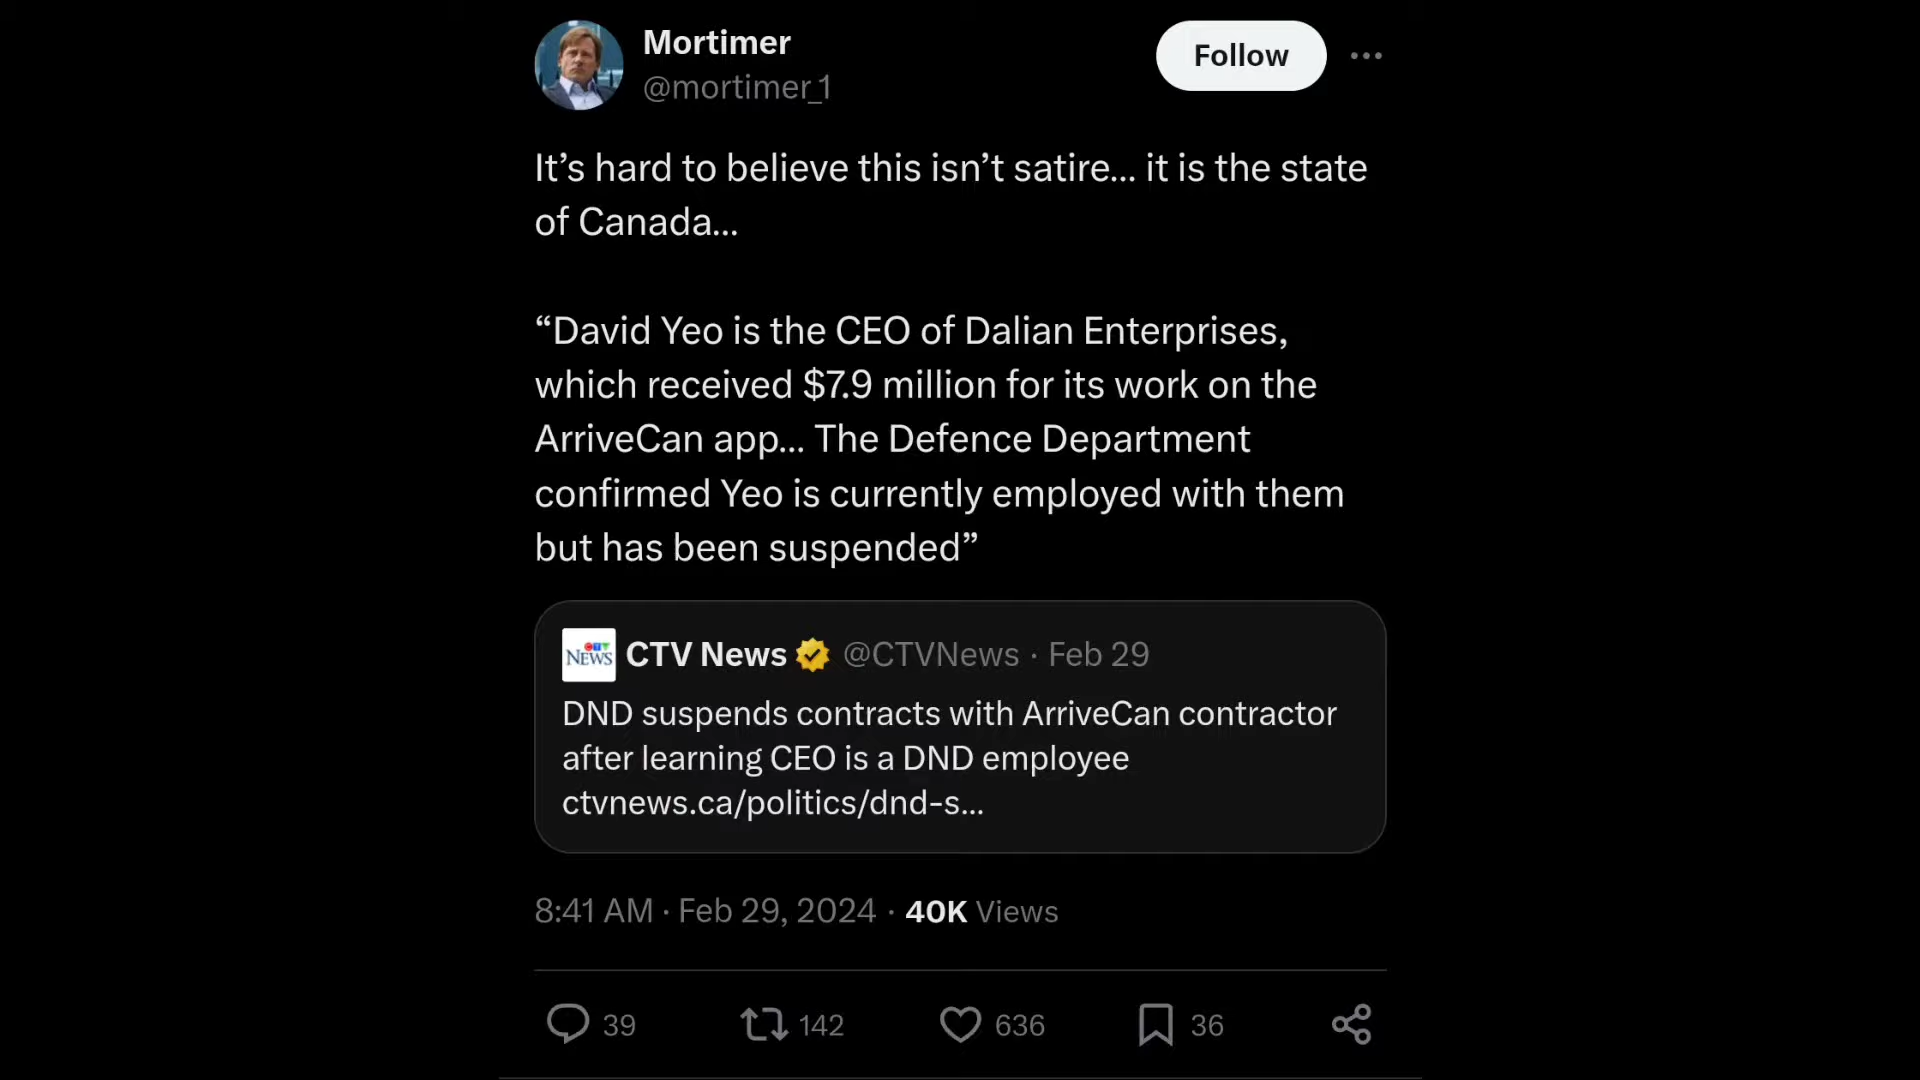 Mortimer
@mortimer_1
Follow
It’s hard to believe this isn’t satire... it is the state
of Canada...
“David Yeo is the CEO of Dalian Enterprises,
which received $7.9 million for its work on the
ArriveCan app... The Defence Department
confirmed Yeo is currently employed with them
but has been suspended”
CTV NEWS
CTV News @CTVNews · Feb 29
DND suspends contracts with ArriveCan contractor
after learning CEO is a DND employee
ctvnews.ca/politics/dnd-s...
8:41 AM · Feb 29, 2024 · 40K Views
39 142 636 36